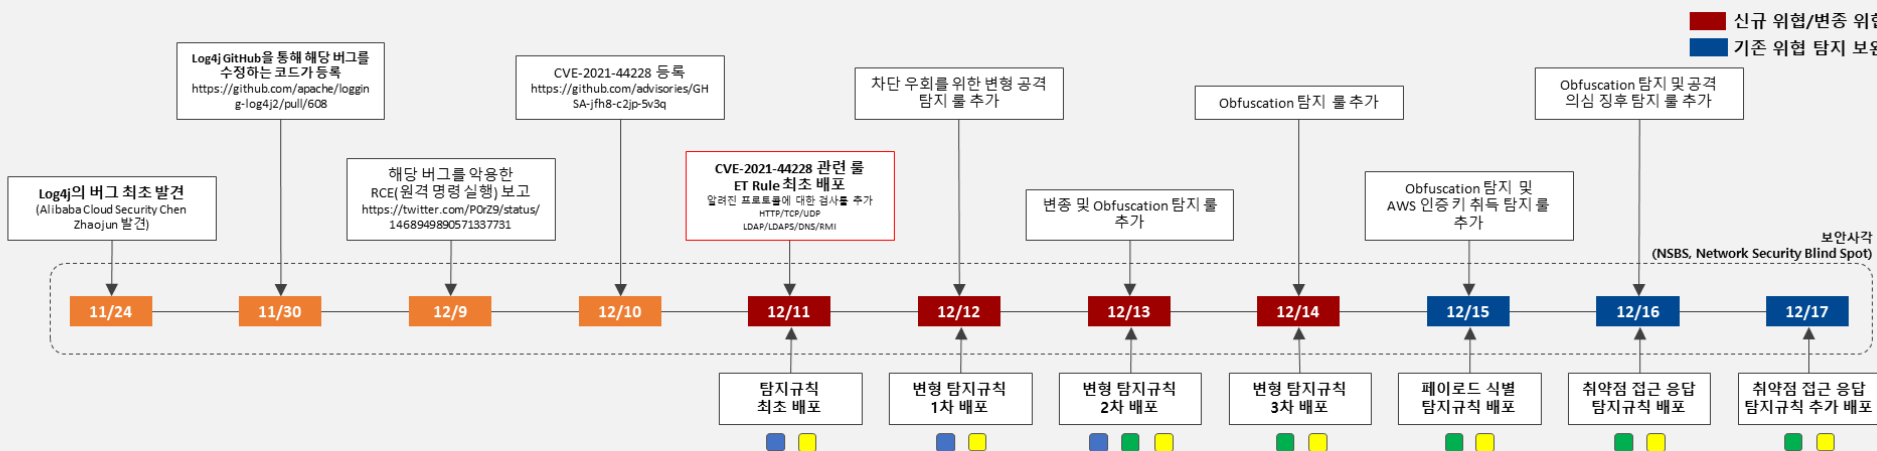 신규 위협/변종 위협
기존 위협 탐지 보완
Log4j GitHub을 통해 해당 버그를
수정하는 코드가 등록
https://github.com/apache/loggin
g-log4j2/pull/608
CVE-2021-44228 등록
https://github.com/advisories/GH
SA-jfh8-c2jp-5v3q
차단 우회를 위한 변형 공격
탐지 룰 추가
Obfuscation 탐지 룰 추가
Obfuscation 탐지 및 공격
의심 징후 탐지 룰 추가
Log4j의 버그 최초 발견
(Alibaba Cloud Security Chen
Zhaojun 발견)
해당 버그를 악용한
RCE(원격 명령 실행) 보고
https://twitter.com/P0rZ9/status/
1468949890571337731
CVE-2021-44228 관련 룰
ET Rule 최초 배포
알려진 프로토콜에 대한 검사를 추가
HTTP/TCP/UDP
LDAP/LDAPS/DNS/RMI
변종 및 Obfuscation 탐지 룰
추가
Obfuscation 탐지 및
AWS 인증키 취득 탐지 룰
추가
보안사각
(NSBS, Network Security Blind Spot)
11/24
11/30
12/9
12/10
12/11
12/12
12/13
12/14
12/15
12/16
12/17
탐지규칙
최초 배포
변형 탐지규칙
1차 배포
변형 탐지규칙
2차 배포
변형 탐지규칙
3차 배포
페이로드 식별
탐지규칙 배포
취약점 접근 응답
탐지규칙 배포
취약점 접근 응답
탐지규칙 추가 배포